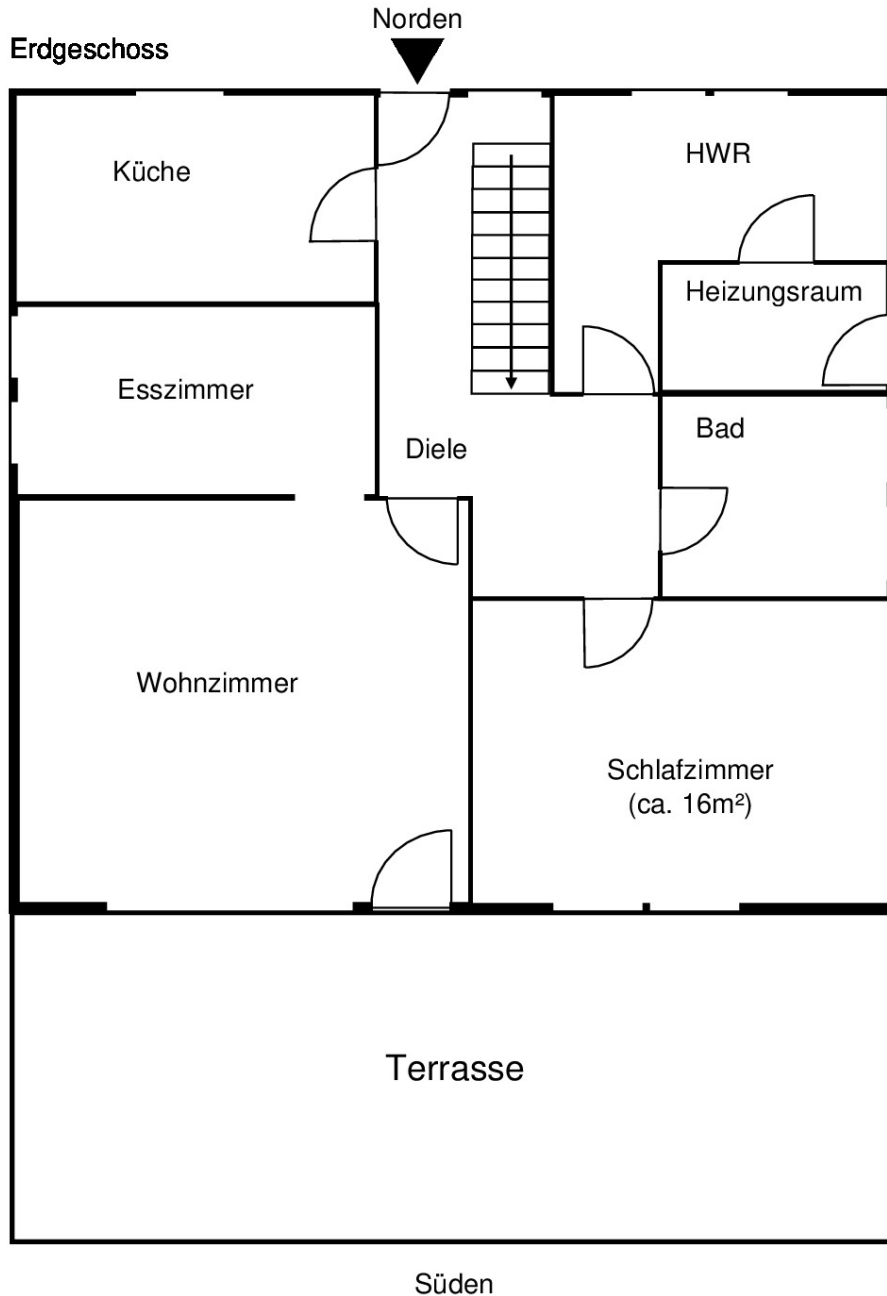 Norden
Erdgeschoss
Küche
HWR
Heizungsraum
Esszimmer
Bad
Diele
Wohnzimmer
Schlafzimmer
(ca. 16m²)
Terrasse
Süden